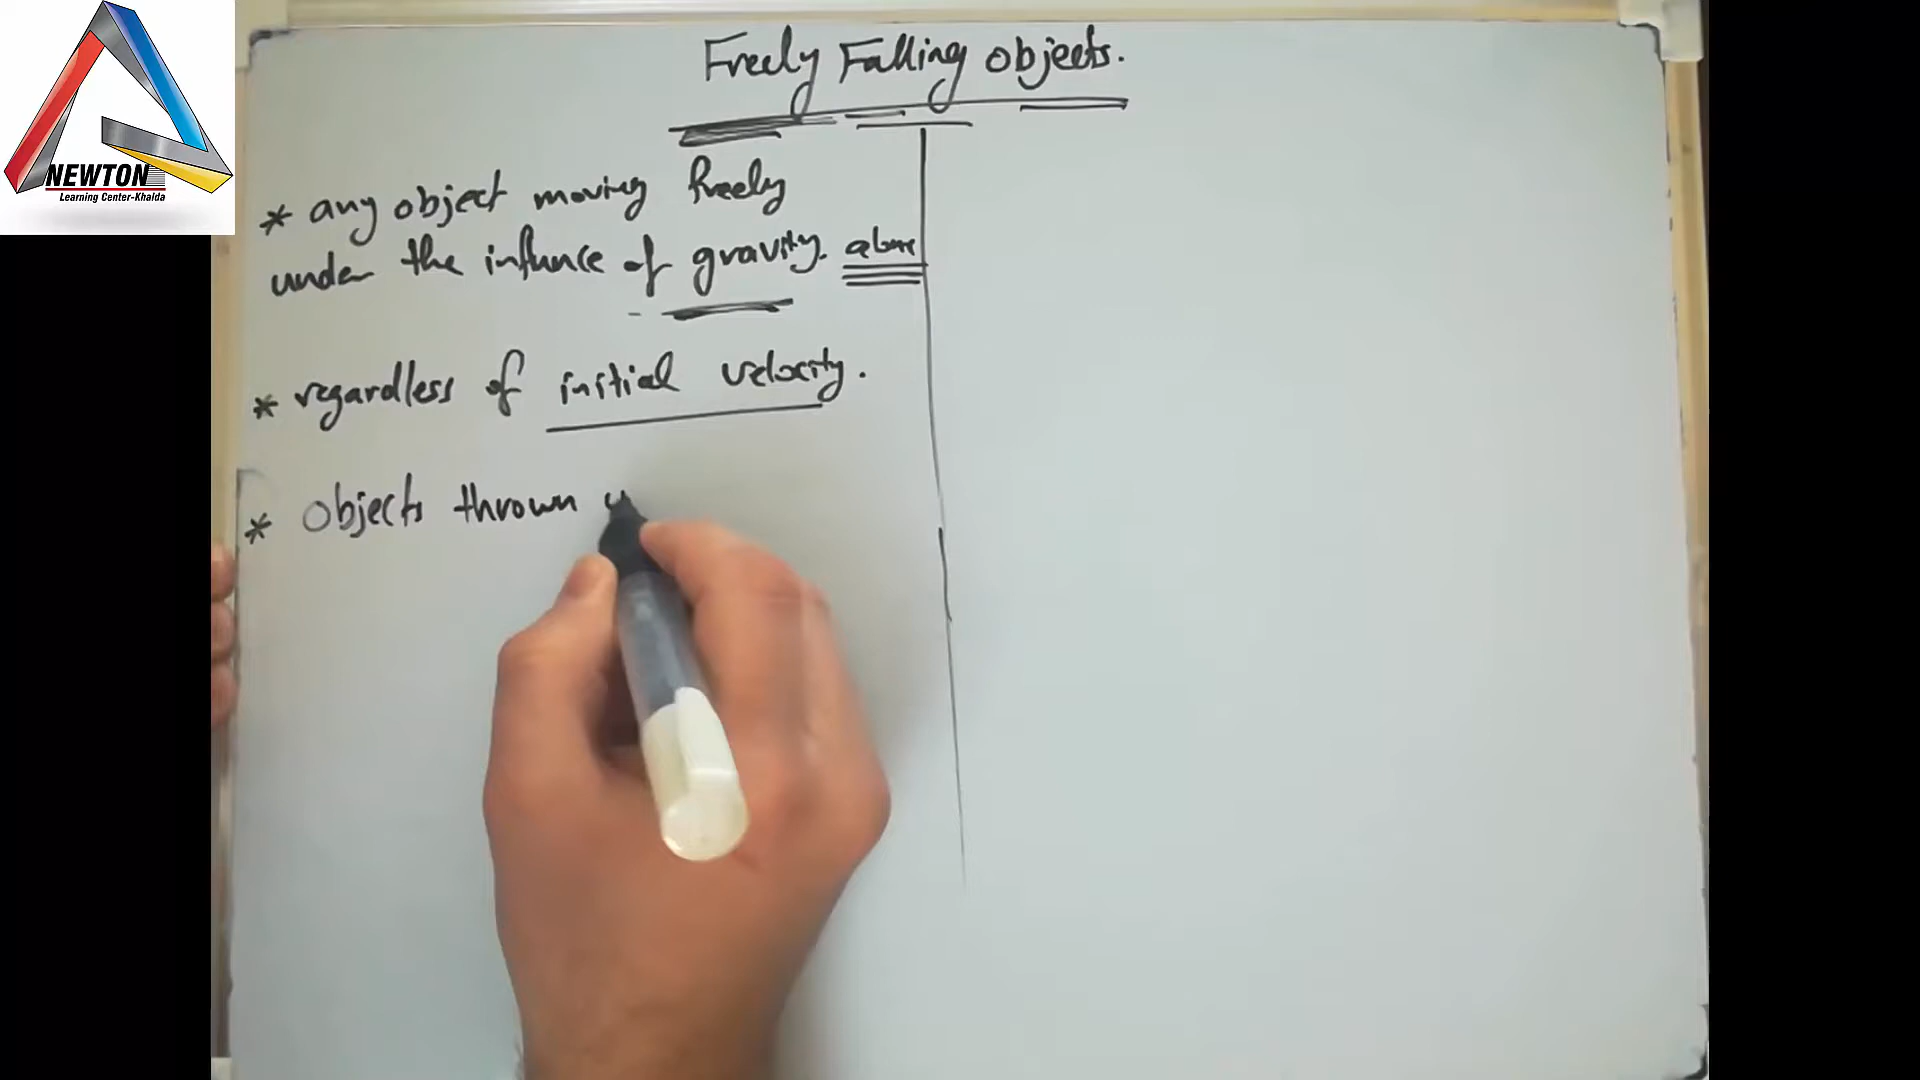 NEWTON
Learning Center-Khalda
Freely Falling objects.
* any object moving freely
under the influnce of gravity. alone
* regardless of initial velocity.
* Objects thrown u